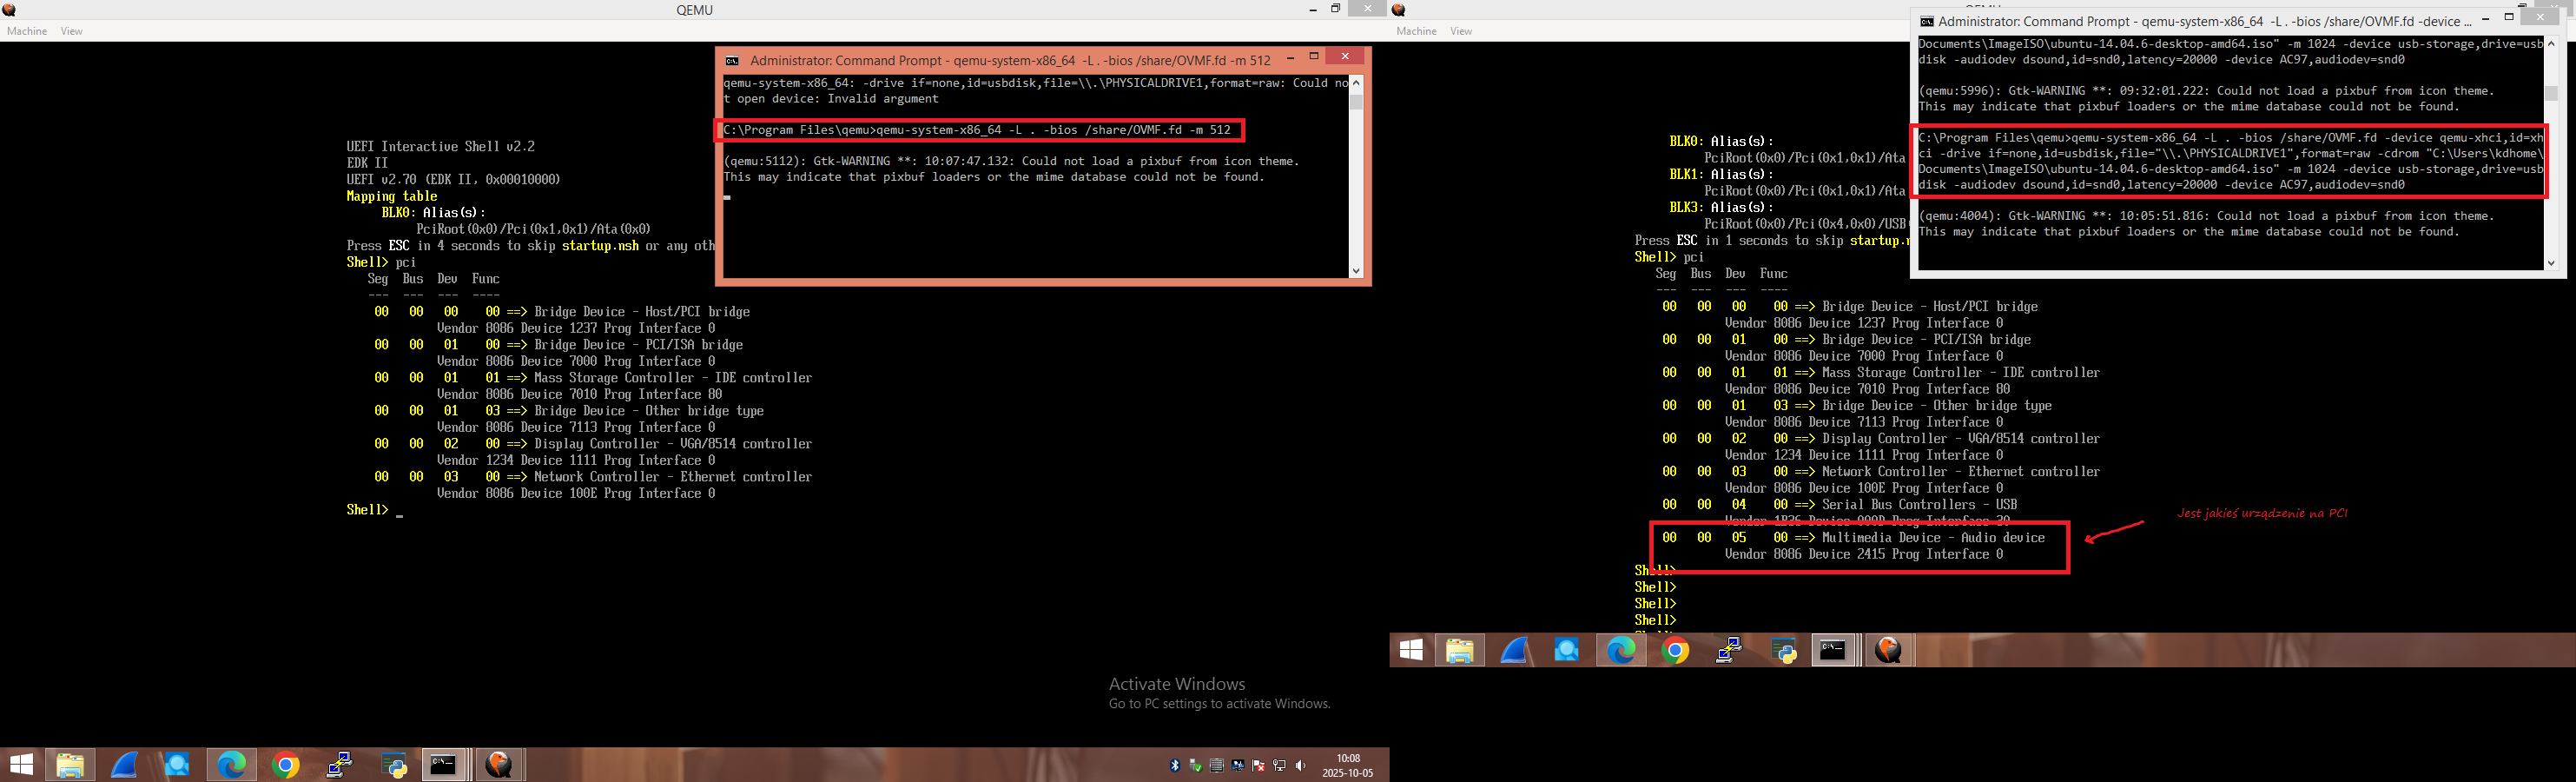 QEMU
Machine View
Administrator: Command Prompt - qemu-system-x86_64 -L . -bios /share/OVMF.fd -m 512
qemu-system-x86_64: -drive if=none,id=usbdisk,file=\\.\PHYSICALDRIVE1,format=raw: Could no
t open device: Invalid argument
C:\Program Files\qemu>qemu-system-x86_64 -L . -bios /share/OVMF.fd -m 512
(qemu:5112): Gtk-WARNING **: 10:07:47.132: Could not load a pixbuf from icon theme.
This may indicate that pixbuf loaders or the mime database could not be found.
UEFI Interactive Shell v2.2
EDK II
UEFI v2.70 (EDK II, 0x00010000)
Mapping table
BLK0: Alias(s):
PciRoot(0x0)/Pci(0x1,0x1)/Ata(0x0)
Press ESC in 4 seconds to skip startup.nsh or any oth
Shell> pci
Seg Bus Dev Func
--- --- --- ----
00 00 00 00 ==> Bridge Device - Host/PCI bridge
Vendor 8086 Device 1237 Prog Interface 0
00 00 01 00 ==> Bridge Device - PCI/ISA bridge
Vendor 8086 Device 7000 Prog Interface 0
00 00 01 01 ==> Mass Storage Controller - IDE controller
Vendor 8086 Device 7010 Prog Interface 80
00 00 01 03 ==> Bridge Device - Other bridge type
Vendor 8086 Device 7113 Prog Interface 0
00 00 02 00 ==> Display Controller - VGA/8514 controller
Vendor 1234 Device 1111 Prog Interface 0
00 00 03 00 ==> Network Controller - Ethernet controller
Vendor 8086 Device 100E Prog Interface 0
Shell> _
Activate Windows
Go to PC settings to activate Windows.
10:08
2025-10-05
Machine View
Administrator: Command Prompt - qemu-system-x86_64 -L . -bios /share/OVMF.fd -device ...
Documents\ImageISO\ubuntu-14.04.6-desktop-amd64.iso" -m 1024 -device usb-storage,drive=usb
disk -audiodev dsound,id=snd0,latency=20000 -device AC97,audiodev=snd0
(qemu:5996): Gtk-WARNING **: 09:32:01.222: Could not load a pixbuf from icon theme.
This may indicate that pixbuf loaders or the mime database could not be found.
C:\Program Files\qemu>qemu-system-x86_64 -L . -bios /share/OVMF.fd -device qemu-xhci,id=xh
ci -drive if=none,id=usbdisk,file="\\.\PHYSICALDRIVE1",format=raw -cdrom "C:\Users\kdhome\
Documents\ImageISO\ubuntu-14.04.6-desktop-amd64.iso" -m 1024 -device usb-storage,drive=usb
disk -audiodev dsound,id=snd0,latency=20000 -device AC97,audiodev=snd0
(qemu:4004): Gtk-WARNING **: 10:05:51.816: Could not load a pixbuf from icon theme.
This may indicate that pixbuf loaders or the mime database could not be found.
BLK0: Alias(s):
PciRoot(0x0)/Pci(0x1,0x1)/Ata
BLK1: Alias(s):
PciRoot(0x0)/Pci(0x1,0x1)/Ata
BLK3: Alias(s):
PciRoot(0x0)/Pci(0x4,0x0)/USB
Press ESC in 1 seconds to skip startup.
Shell> pci
Seg Bus Dev Func
--- --- --- ----
00 00 00 00 ==> Bridge Device - Host/PCI bridge
Vendor 8086 Device 1237 Prog Interface 0
00 00 01 00 ==> Bridge Device - PCI/ISA bridge
Vendor 8086 Device 7000 Prog Interface 0
00 00 01 01 ==> Mass Storage Controller - IDE controller
Vendor 8086 Device 7010 Prog Interface 80
00 00 01 03 ==> Bridge Device - Other bridge type
Vendor 8086 Device 7113 Prog Interface 0
00 00 02 00 ==> Display Controller - VGA/8514 controller
Vendor 1234 Device 1111 Prog Interface 0
00 00 03 00 ==> Network Controller - Ethernet controller
Vendor 8086 Device 100E Prog Interface 0
00 00 04 00 ==> Serial Bus Controllers - USB
Vendor 1B36 Device 000D Prog Interface 30
00 00 05 00 ==> Multimedia Device - Audio device
Vendor 8086 Device 2415 Prog Interface 0
Shell>
Shell>
Shell>
Shell>
Jest jakieś urządzenie na PCI